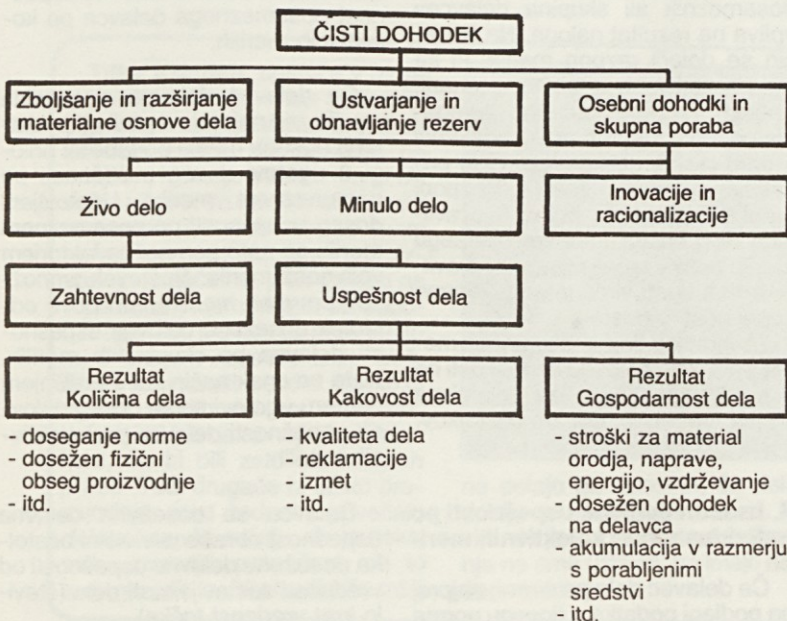 ČISTI DOHODEK
Zboljšanje in razširjanje
materialne osnove dela
Ustvarjanje in
obnavljanje rezerv
Osebni dohodki in
skupna poraba
Živo delo
Minulo delo
Inovacije in
racionalizacije
Zahtevnost dela
Uspešnost dela
Rezultat
Količina dela
- doseganje norme
- dosežen fizični
obseg proizvodnje
- itd.
Rezultat
Kakovost dela
- kvaliteta dela
- reklamacije
- izmet
- itd.
Rezultat
Gospodarnost dela
- stroški za material
orodja, naprave,
energijo, vzdrževanje
- dosežen dohodek
na delavca
- akumulacija v razmerju
s porabljenimi
sredstvi
- itd.